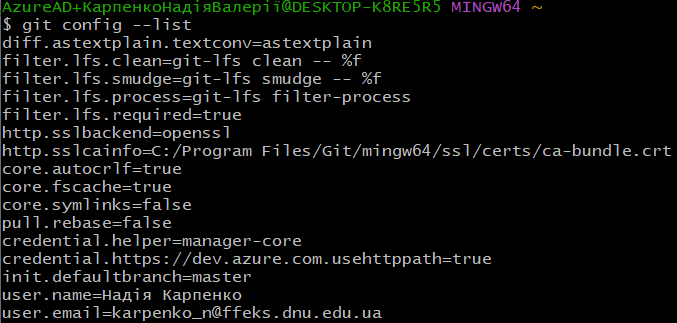 AzureAD+КарпенкоНадіяВалерії@DESKTOP-K8RE5R5 MINGW64 ~
$ git config --list
diff.astextplain.textconv=astextplain
filter.lfs.clean=git-lfs clean -- %f
filter.lfs.smudge=git-lfs smudge -- %f
filter.lfs.process=git-lfs filter-process
filter.lfs.required=true
http.sslbackend=openssl
http.sslcainfo=C:/Program Files/Git/mingw64/ssl/certs/ca-bundle.crt
core.autocrlf=true
core.fscache=true
core.symlinks=false
pull.rebase=false
credential.helper=manager-core
credential.https://dev.azure.com.usehttppath=true
init.defaultbranch=master
user.name=Надія Карпенко
user.email=karpenko_n@ffeks.dnu.edu.ua